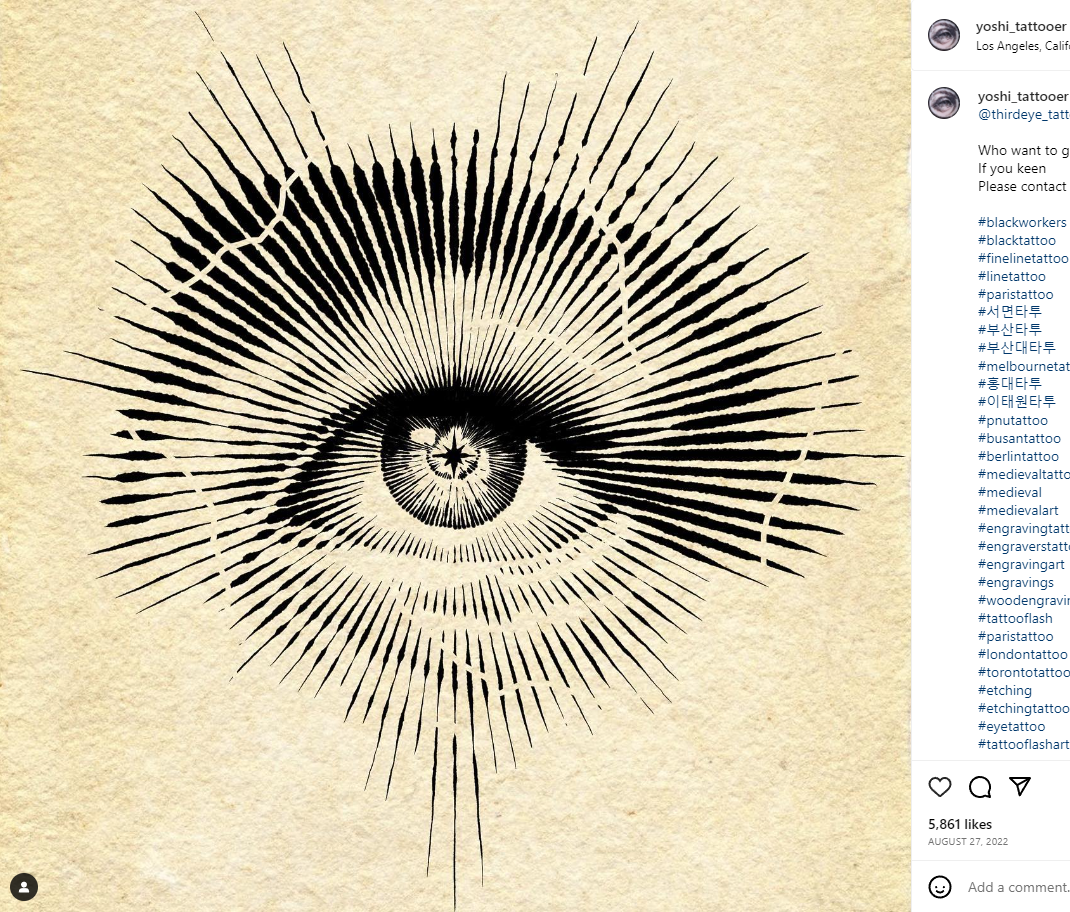 yoshi_tattooer
Los Angeles, Calif
yoshi_tattooer
@thirdeye_tatt
Who want to g
If you keen
Please contact
#blackworkers
#blacktattoo
#finelinetattoo
#linetattoo
#paristattoo
#서면타투
#부산타투
#부산대타투
#melbournetat
#홍대타투
#이태원타투
#pnutattoo
#busantattoo
#berlintattoo
#medievaltatto
#medieval
#medievalart
#engravingtatt
#engraverstatt
#engravingart
#engravings
#woodengravin
#tattooflash
#paristattoo
#londontattoo
#torontotattoo
#etching
#etchingtattoo
#eyetattoo
#tattooflashart
5,861 likes
AUGUST 27, 2022
Add a comment.